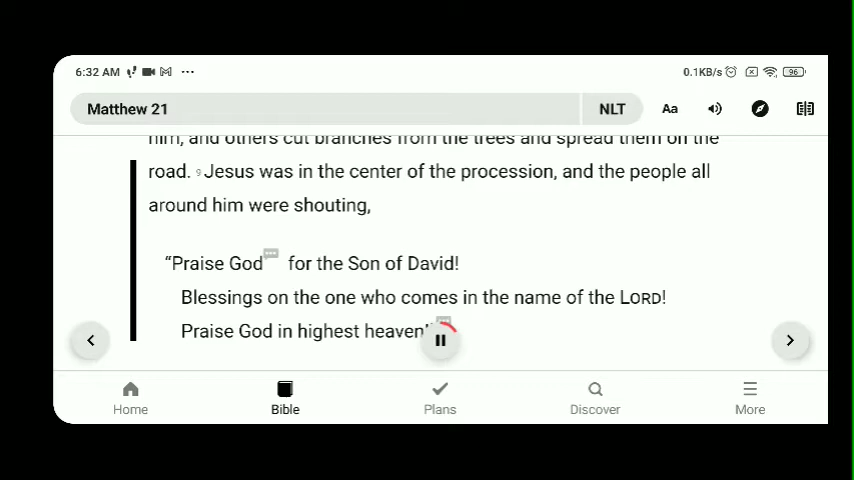 6:32 AM ... 0.1KB/s 96
Matthew 21 NLT Aa
him, and others cut branches from the trees and spread them on the
road. 9 Jesus was in the center of the procession, and the people all
around him were shouting,
“Praise God for the Son of David!
Blessings on the one who comes in the name of the LORD!
Praise God in highest heaven!”
Home Bible Plans Discover More